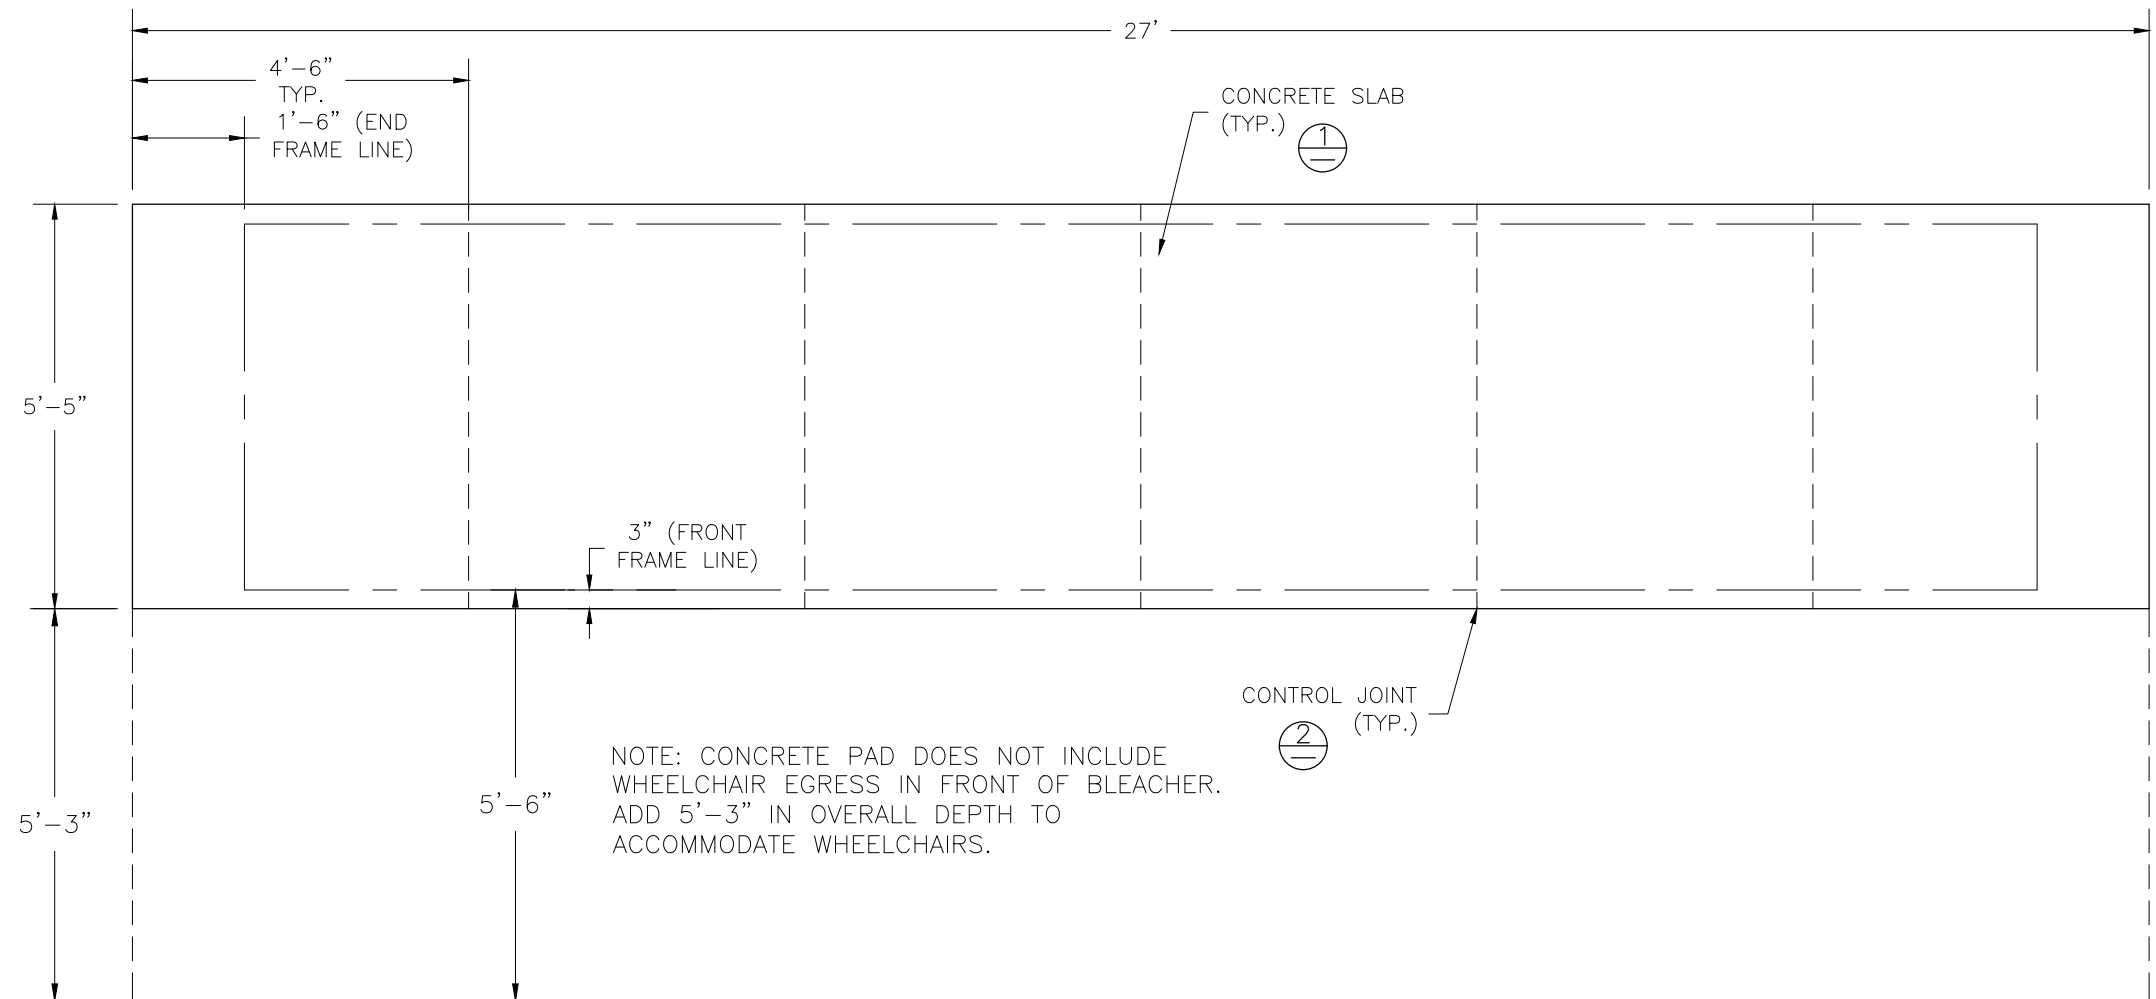 27'
4'-6"
TYP.
1'-6" (END
FRAME LINE)
CONCRETE SLAB
(TYP.)
1
5'-5"
3" (FRONT
FRAME LINE)
CONTROL JOINT
(TYP.)
2
NOTE: CONCRETE PAD DOES NOT INCLUDE
WHEELCHAIR EGRESS IN FRONT OF BLEACHER.
ADD 5'-3" IN OVERALL DEPTH TO
ACCOMMODATE WHEELCHAIRS.
5'-6"
5'-3"